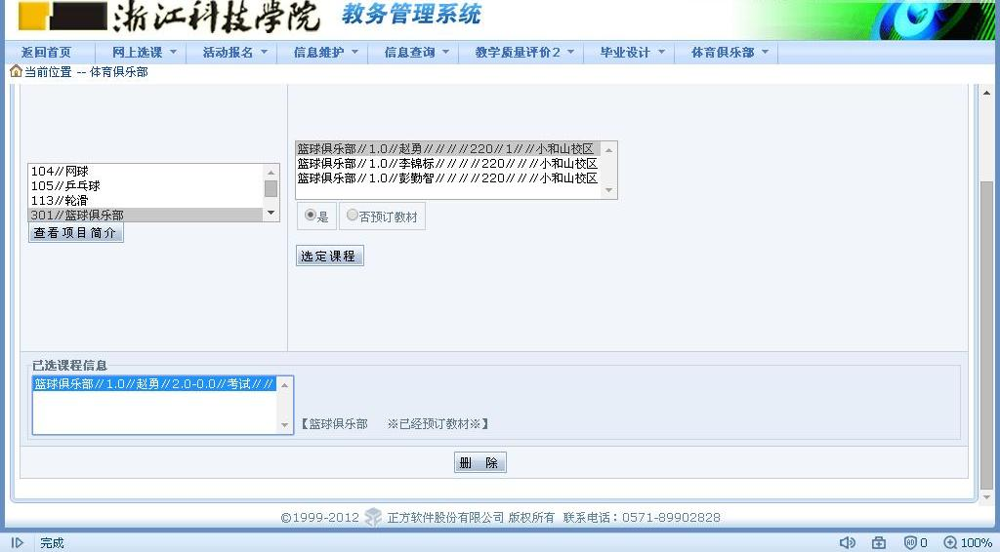 浙江科技学院 教务管理系统
返回首页 网上选课 活动报名 信息维护 信息查询 教学质量评价2 毕业设计 体育俱乐部
当前位置 -- 体育俱乐部
篮球俱乐部//1.0//赵勇////////220//1////小和山校区
篮球俱乐部//1.0//李锦标////////220//////小和山校区
篮球俱乐部//1.0//彭勤智////////220//////小和山校区
104//网球
105//乒乓球
113//轮滑
301//篮球俱乐部
是 否预订教材
查看项目简介
选定课程
已选课程信息
篮球俱乐部//1.0//赵勇//2.0-0.0//考试////
【篮球俱乐部 ※已经预订教材※】
删 除
©1999-2012 正方软件股份有限公司 版权所有 联系电话：0571-89902828
完成 0 100%